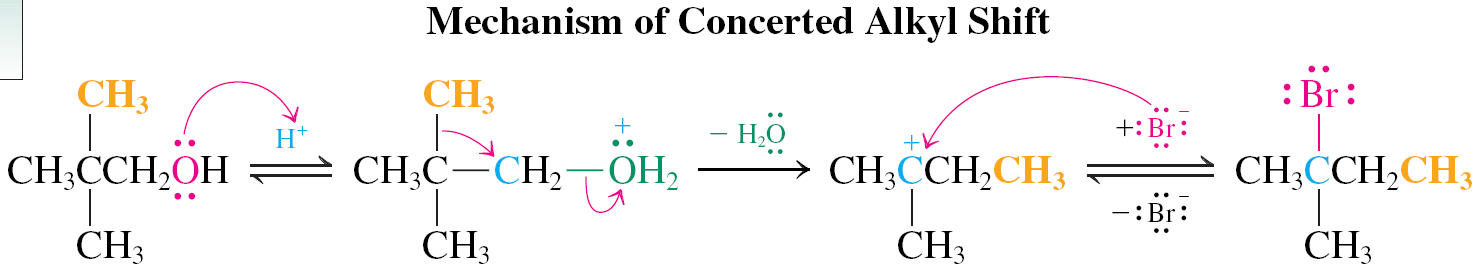 Mechanism of Concerted Alkyl Shift
CH₃ CH₃ :Br:
H⁺ + − H₂O + +:Br:⁻
CH₃CCH₂OH CH₃C—CH₂—OH₂ CH₃CCH₂CH₃ CH₃CCH₂CH₃
−:Br:⁻
CH₃ CH₃ CH₃ CH₃